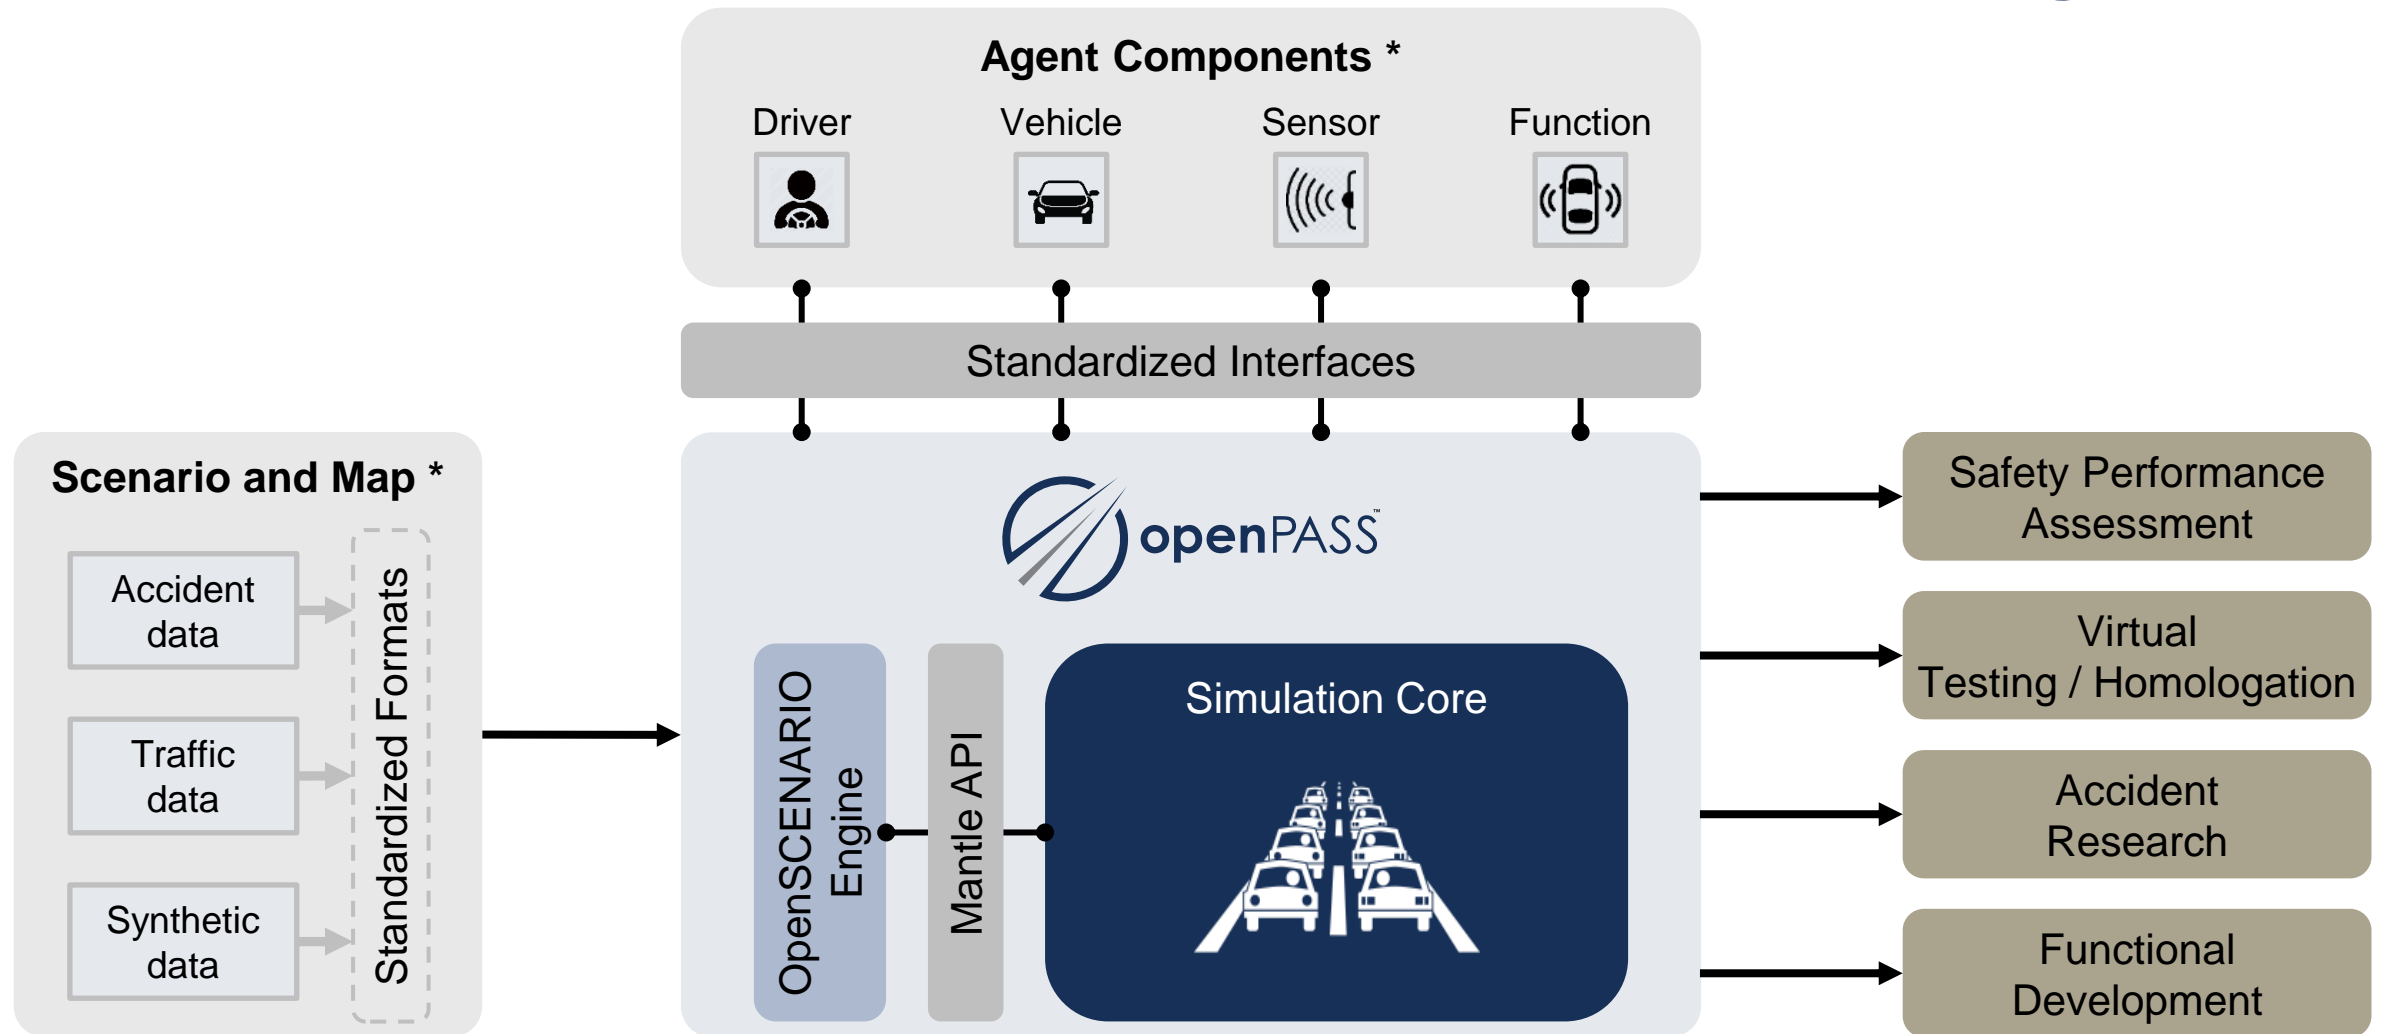 Agent Components *
Driver
Vehicle
Sensor
Function
Standardized Interfaces
Scenario and Map *
Accident
data
Traffic
data
Synthetic
data
Standardized Formats
openPASS™
OpenSCENARIO
Engine
Mantle API
Simulation Core
Safety Performance
Assessment
Virtual
Testing / Homologation
Accident
Research
Functional
Development